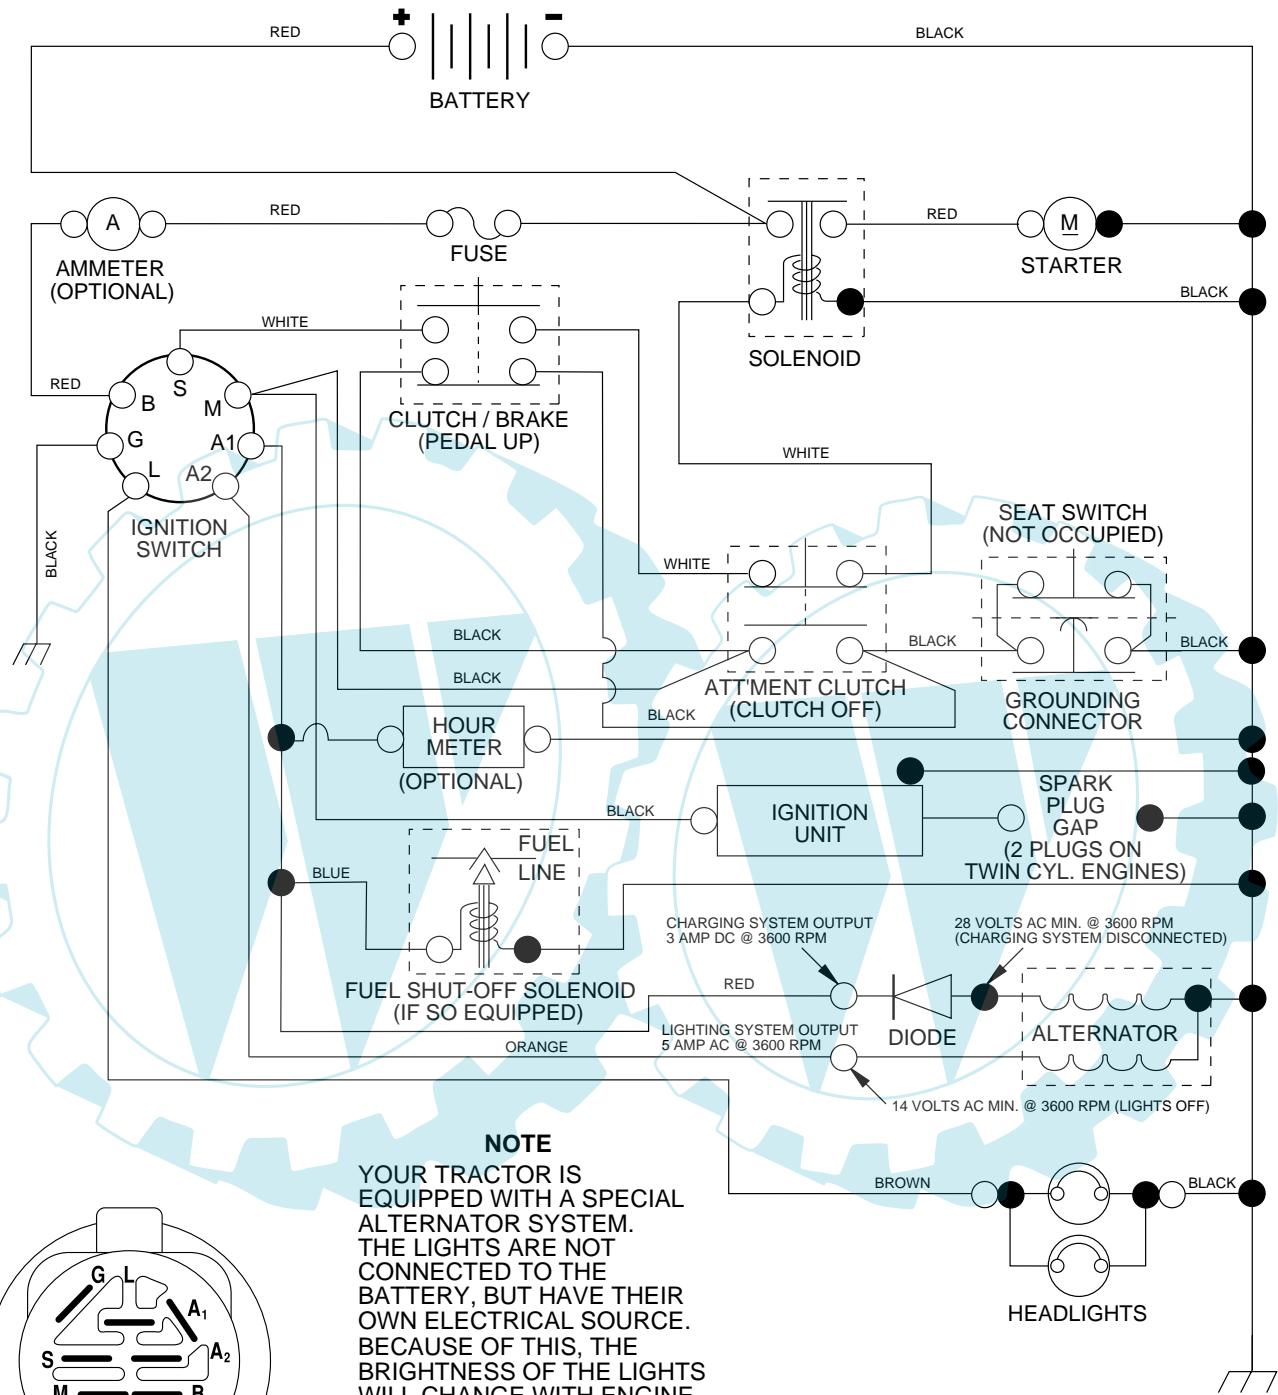 + -
RED
BLACK
BATTERY
A
RED
FUSE
RED
M
STARTER
AMMETER
(OPTIONAL)
BLACK
SOLENOID
WHITE
RED
S
B
M
G
A1
L
A2
IGNITION
SWITCH
CLUTCH / BRAKE
(PEDAL UP)
WHITE
BLACK
SEAT SWITCH
(NOT OCCUPIED)
WHITE
BLACK
BLACK
BLACK
BLACK
ATT'MENT CLUTCH
(CLUTCH OFF)
BLACK
GROUNDING
CONNECTOR
HOUR
METER
(OPTIONAL)
BLACK
IGNITION
UNIT
SPARK
PLUG
GAP
(2 PLUGS ON
TWIN CYL. ENGINES)
FUEL
LINE
BLUE
FUEL SHUT-OFF SOLENOID
(IF SO EQUIPPED)
CHARGING SYSTEM OUTPUT
3 AMP DC @ 3600 RPM
28 VOLTS AC MIN. @ 3600 RPM
(CHARGING SYSTEM DISCONNECTED)
RED
DIODE
ALTERNATOR
LIGHTING SYSTEM OUTPUT
5 AMP AC @ 3600 RPM
ORANGE
14 VOLTS AC MIN. @ 3600 RPM (LIGHTS OFF)
BROWN
BLACK
HEADLIGHTS
NOTE
YOUR TRACTOR IS
EQUIPPED WITH A SPECIAL
ALTERNATOR SYSTEM.
THE LIGHTS ARE NOT
CONNECTED TO THE
BATTERY, BUT HAVE THEIR
OWN ELECTRICAL SOURCE.
BECAUSE OF THIS, THE
BRIGHTNESS OF THE LIGHTS
WILL CHANGE WITH ENGINE
G L
A1
S
A2
M
B